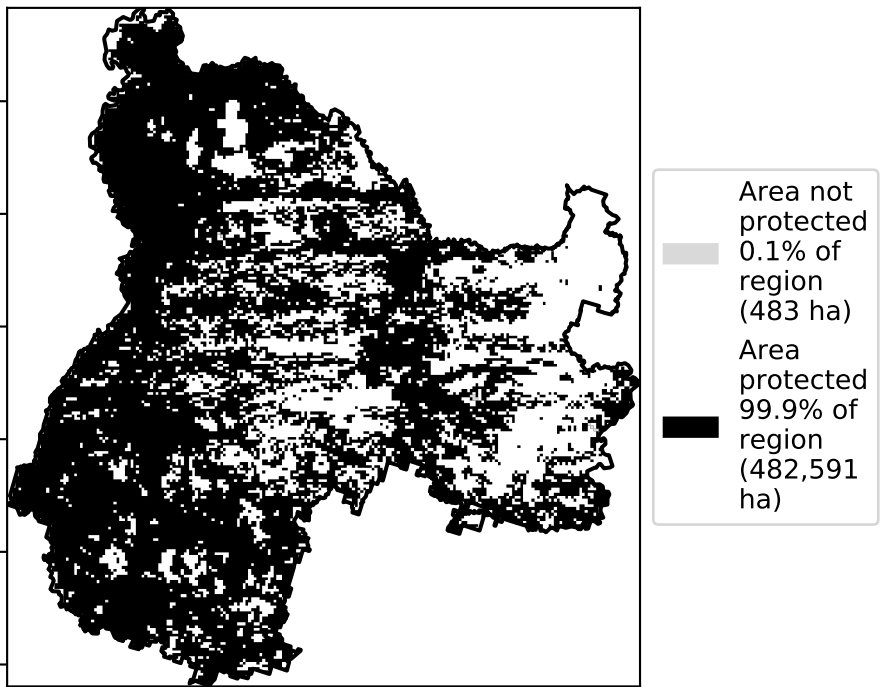 Area not
protected
0.1% of
region
(483 ha)
Area
protected
99.9% of
region
(482,591
ha)